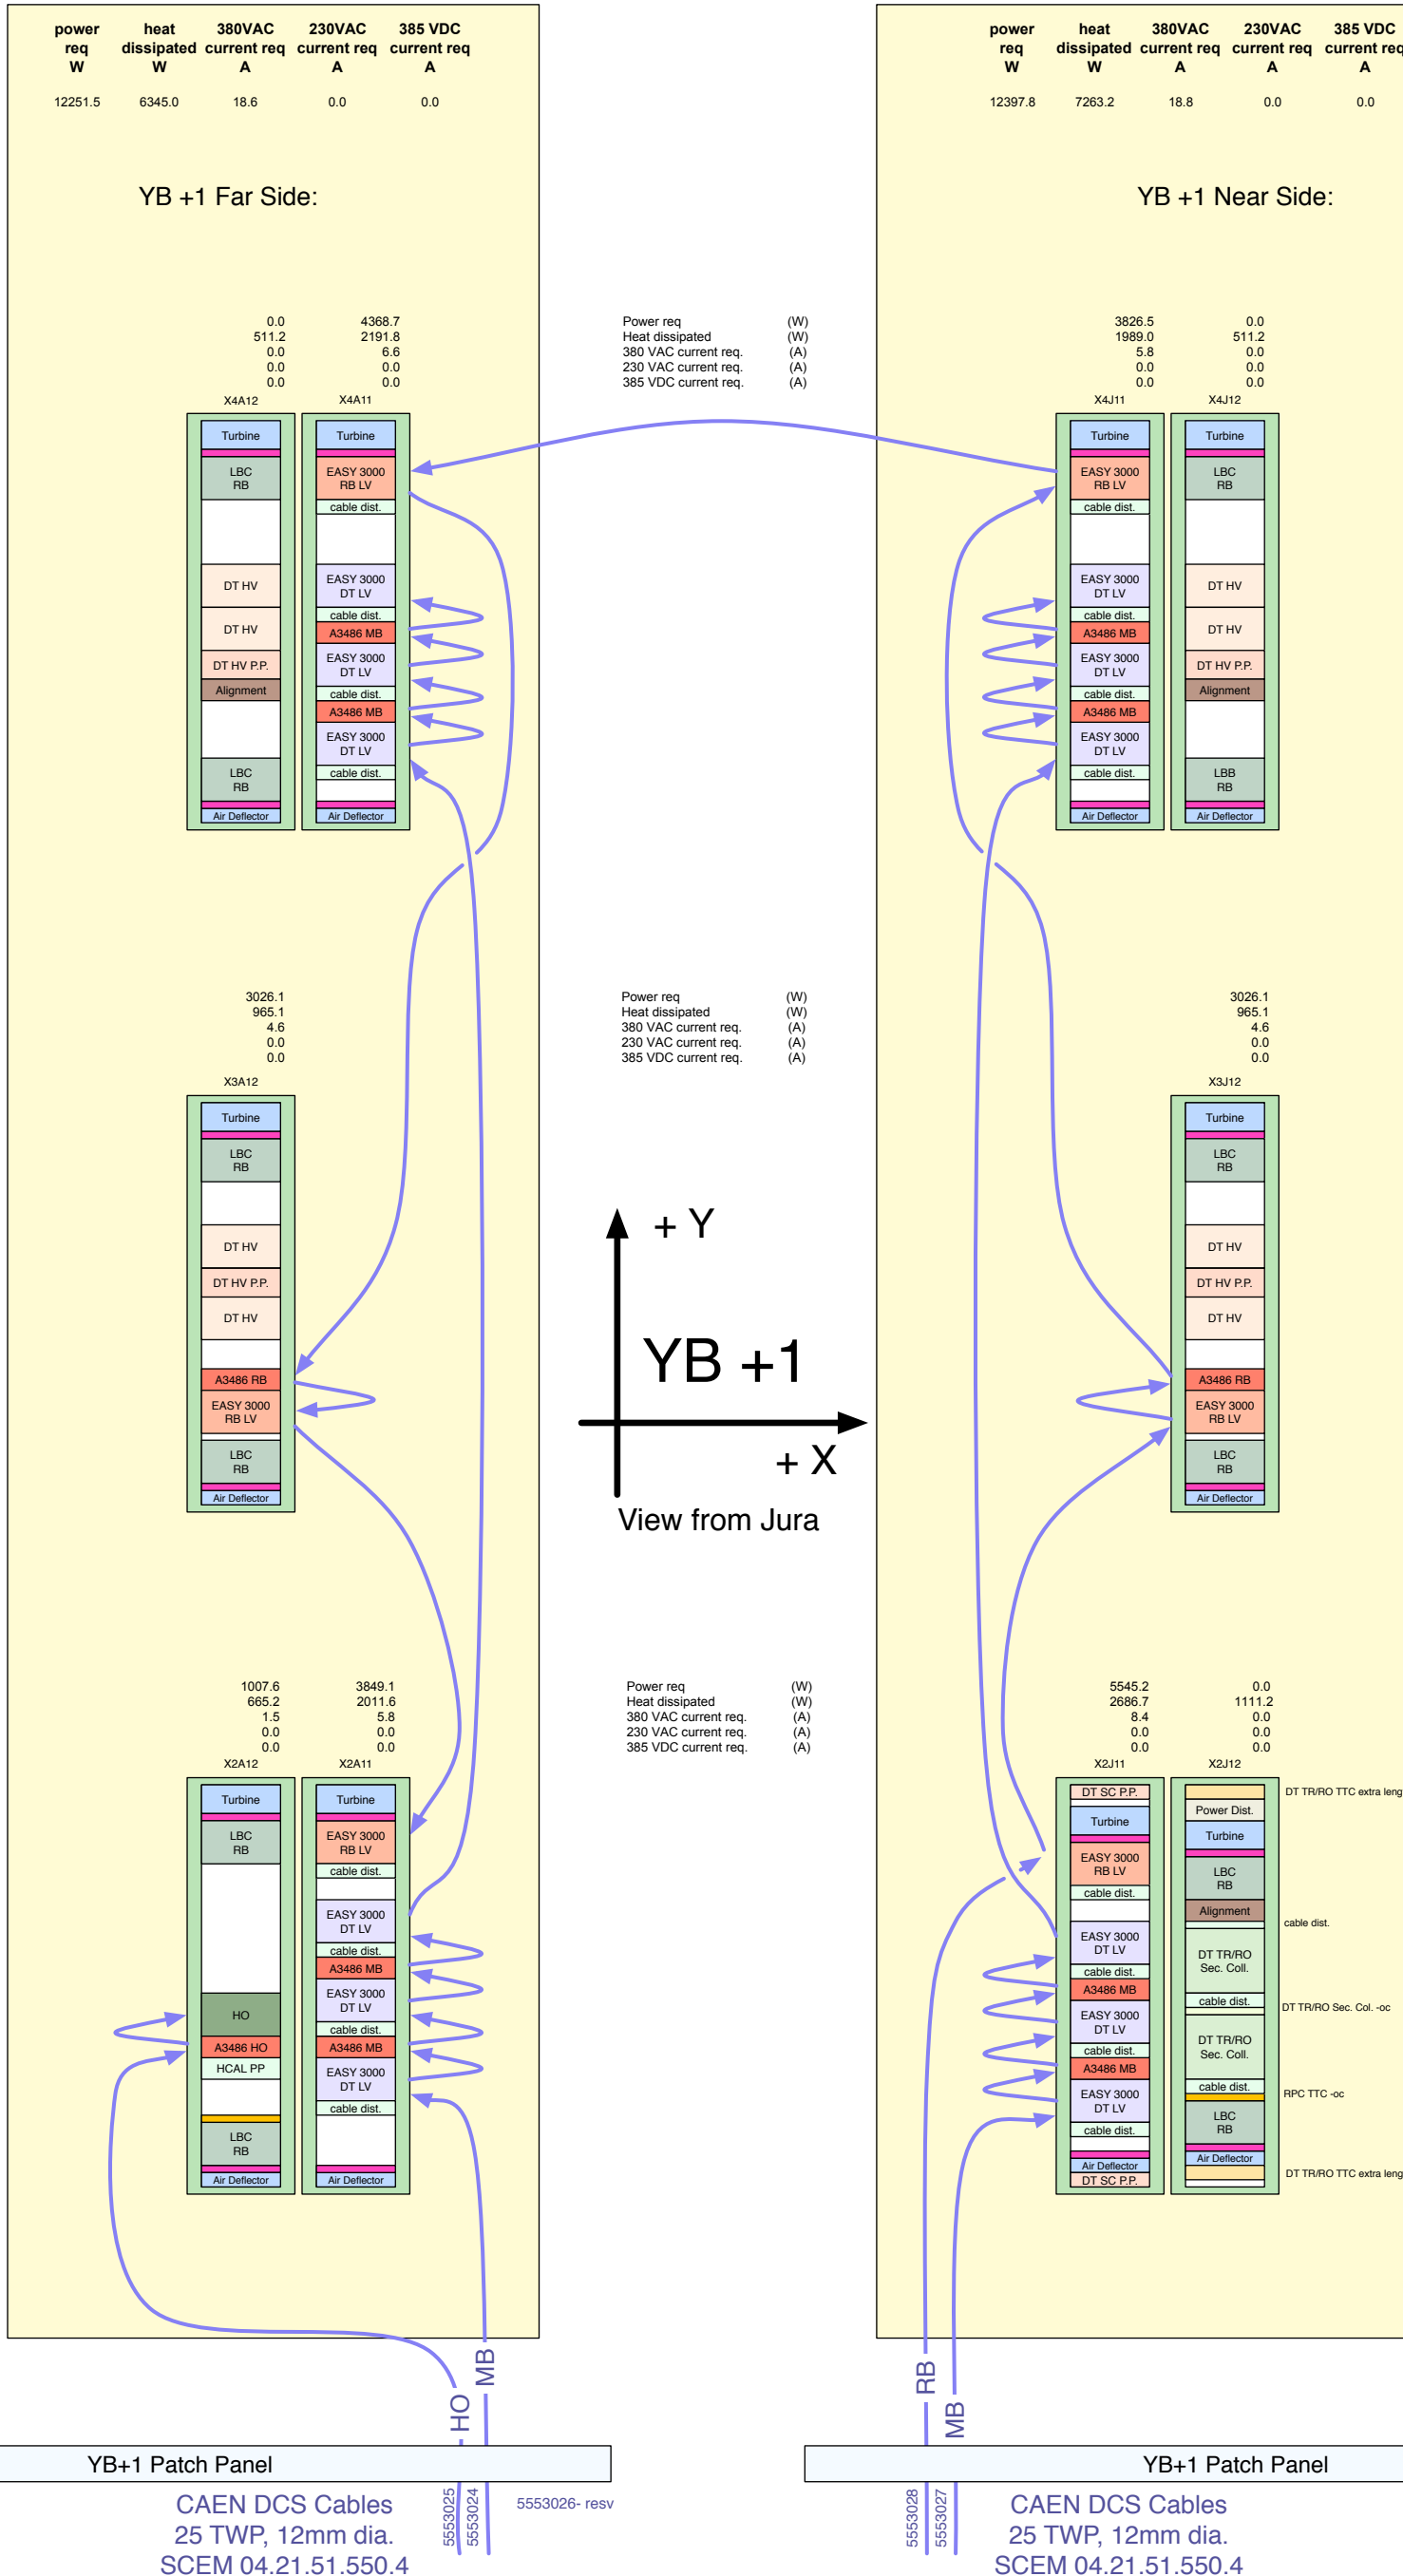 power heat 380VAC 230VAC 385 VDC
req dissipated current req current req current req
W W A A A
12251.5 6345.0 18.6 0.0 0.0
YB +1 Far Side:
0.0 4368.7
511.2 2191.8
0.0 6.6
0.0 0.0
0.0 0.0
X4A12 X4A11
Turbine Turbine
LBC EASY 3000
RB RB LV
cable dist.
DT HV EASY 3000
DT LV
cable dist.
DT HV A3486 MB
DT HV P.P. EASY 3000
DT LV
Alignment cable dist.
A3486 MB
EASY 3000
DT LV
LBC cable dist.
RB
Air Deflector Air Deflector
3026.1
965.1
4.6
0.0
0.0
X3A12
Turbine
LBC
RB
DT HV
DT HV P.P.
DT HV
A3486 RB
EASY 3000
RB LV
LBC
RB
Air Deflector
1007.6 3849.1
665.2 2011.6
1.5 5.8
0.0 0.0
0.0 0.0
X2A12 X2A11
Turbine Turbine
LBC EASY 3000
RB RB LV
cable dist.
EASY 3000
DT LV
cable dist.
A3486 MB
EASY 3000
DT LV
HO
cable dist.
A3486 HO A3486 MB
HCAL PP EASY 3000
DT LV
cable dist.
LBC
RB
Air Deflector Air Deflector
HO
MB
YB+1 Patch Panel
CAEN DCS Cables
25 TWP, 12mm dia.
SCEM 04.21.51.550.4
5553025
5553024
5553026- resv
Power req (W)
Heat dissipated (W)
380 VAC current req. (A)
230 VAC current req. (A)
385 VDC current req. (A)
Power req (W)
Heat dissipated (W)
380 VAC current req. (A)
230 VAC current req. (A)
385 VDC current req. (A)
+ Y
YB +1
+ X
View from Jura
Power req (W)
Heat dissipated (W)
380 VAC current req. (A)
230 VAC current req. (A)
385 VDC current req. (A)
power heat 380VAC 230VAC 385 VDC
req dissipated current req current req current req
W W A A A
12397.8 7263.2 18.8 0.0 0.0
YB +1 Near Side:
3826.5 0.0
1989.0 511.2
5.8 0.0
0.0 0.0
0.0 0.0
X4J11 X4J12
Turbine Turbine
EASY 3000 LBC
RB LV RB
cable dist.
EASY 3000 DT HV
DT LV
cable dist.
A3486 MB DT HV
EASY 3000 DT HV P.P.
DT LV
cable dist. Alignment
A3486 MB
EASY 3000
DT LV
cable dist. LBB
RB
Air Deflector Air Deflector
3026.1
965.1
4.6
0.0
0.0
X3J12
Turbine
LBC
RB
DT HV
DT HV P.P.
DT HV
A3486 RB
EASY 3000
RB LV
LBC
RB
Air Deflector
5545.2 0.0
2686.7 1111.2
8.4 0.0
0.0 0.0
0.0 0.0
X2J11 X2J12
DT SC P.P. DT TR/RO TTC extra leng
Power Dist.
Turbine Turbine
EASY 3000 LBC
RB LV RB
cable dist.
Alignment
cable dist.
EASY 3000
DT LV DT TR/RO
Sec. Coll.
cable dist.
A3486 MB
cable dist. DT TR/RO Sec. Col. -oc
EASY 3000
DT LV
DT TR/RO
cable dist. Sec. Coll.
A3486 MB
cable dist.
EASY 3000 RPC TTC -oc
DT LV
LBC
cable dist. RB
Air Deflector Air Deflector
DT SC P.P. DT TR/RO TTC extra leng
RB
MB
YB+1 Patch Panel
5553028
5553027
CAEN DCS Cables
25 TWP, 12mm dia.
SCEM 04.21.51.550.4